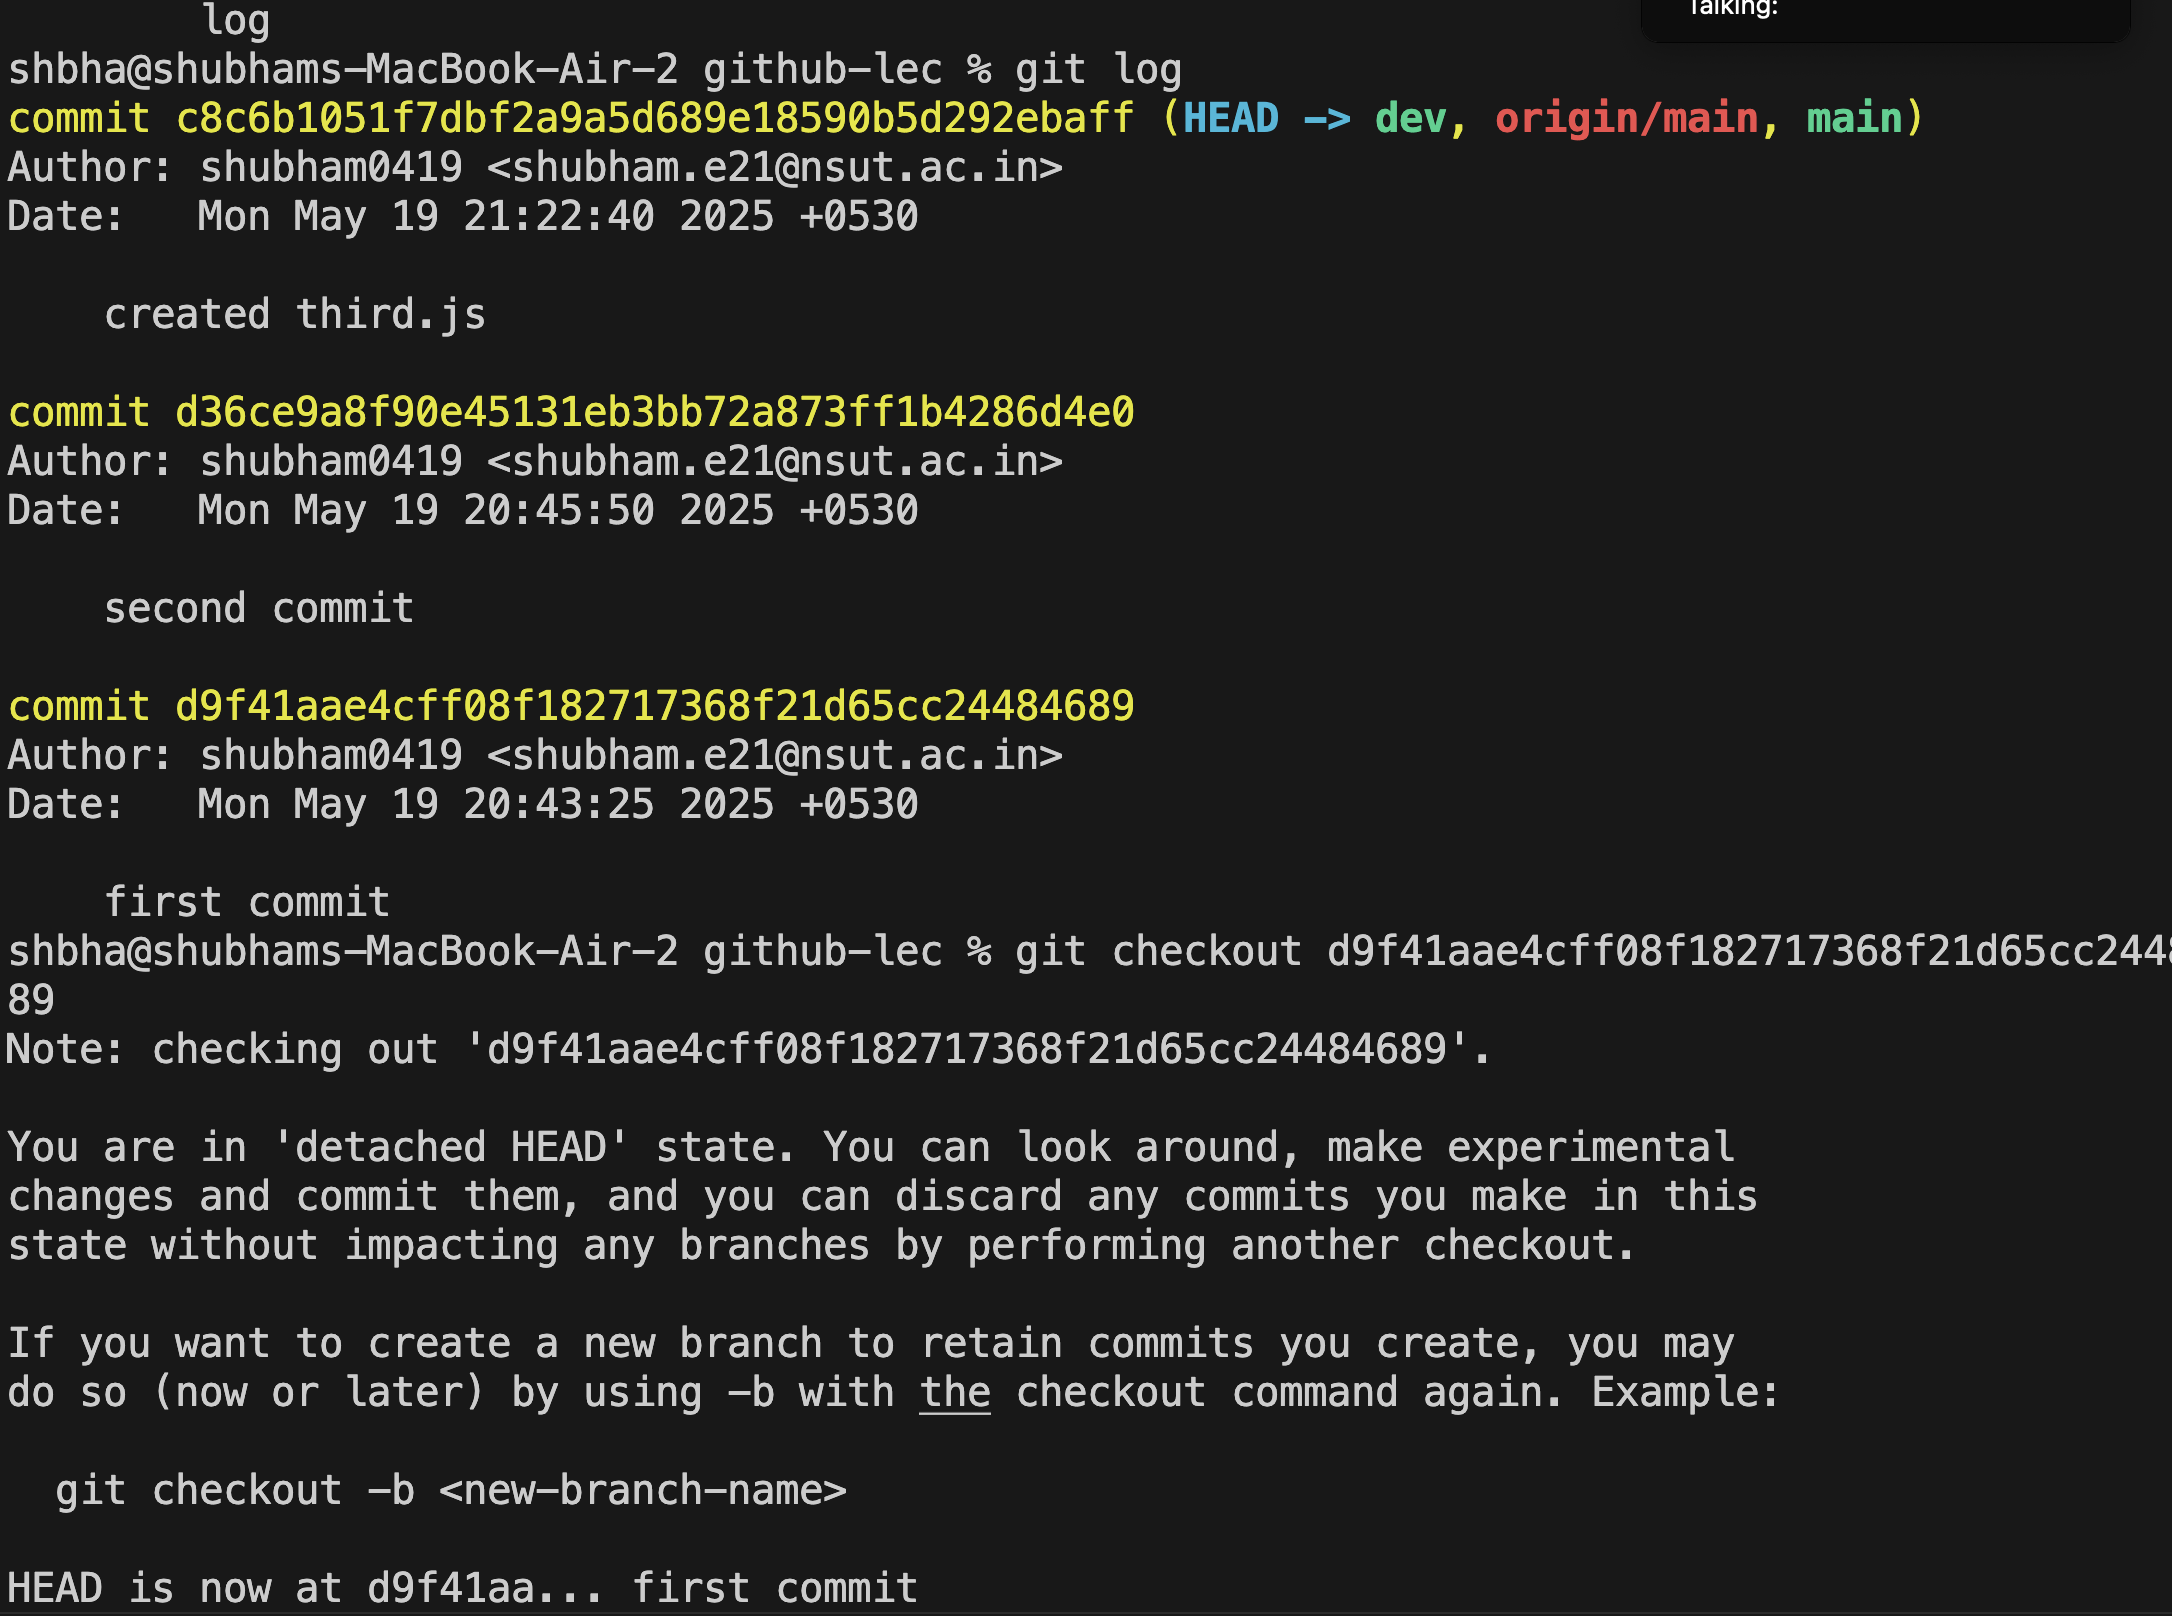 Talking:
log
shbha@shubhams-MacBook-Air-2 github-lec % git log
commit c8c6b1051f7dbf2a9a5d689e18590b5d292ebaff (HEAD -> dev, origin/main, main)
Author: shubham0419 <shubham.e21@nsut.ac.in>
Date:   Mon May 19 21:22:40 2025 +0530
created third.js
commit d36ce9a8f90e45131eb3bb72a873ff1b4286d4e0
Author: shubham0419 <shubham.e21@nsut.ac.in>
Date:   Mon May 19 20:45:50 2025 +0530
second commit
commit d9f41aae4cff08f182717368f21d65cc24484689
Author: shubham0419 <shubham.e21@nsut.ac.in>
Date:   Mon May 19 20:43:25 2025 +0530
first commit
shbha@shubhams-MacBook-Air-2 github-lec % git checkout d9f41aae4cff08f182717368f21d65cc24484689
Note: checking out 'd9f41aae4cff08f182717368f21d65cc24484689'.
You are in 'detached HEAD' state. You can look around, make experimental
changes and commit them, and you can discard any commits you make in this
state without impacting any branches by performing another checkout.
If you want to create a new branch to retain commits you create, you may
do so (now or later) by using -b with the checkout command again. Example:
git checkout -b <new-branch-name>
HEAD is now at d9f41aa... first commit